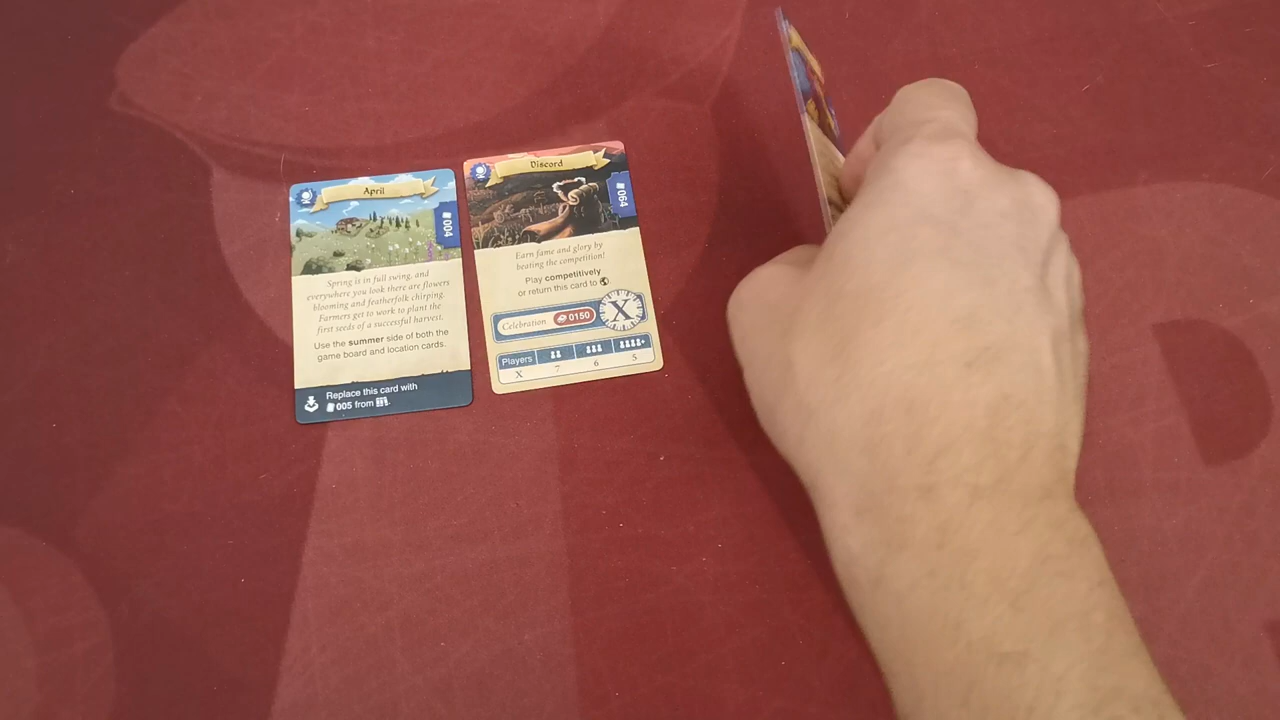 April
004
Spring is in full swing, and
everywhere you look there are flowers
blooming and featherfolk chirping.
Farmers get to work to plant the
first seeds of a successful harvest.
Use the summer side of both the
game board and location cards.
Replace this card with
005 from .
Discord
064
Earn fame and glory by
beating the competition!
Play competitively
or return this card to
Celebration 0150 X
Players
X 7 6 5